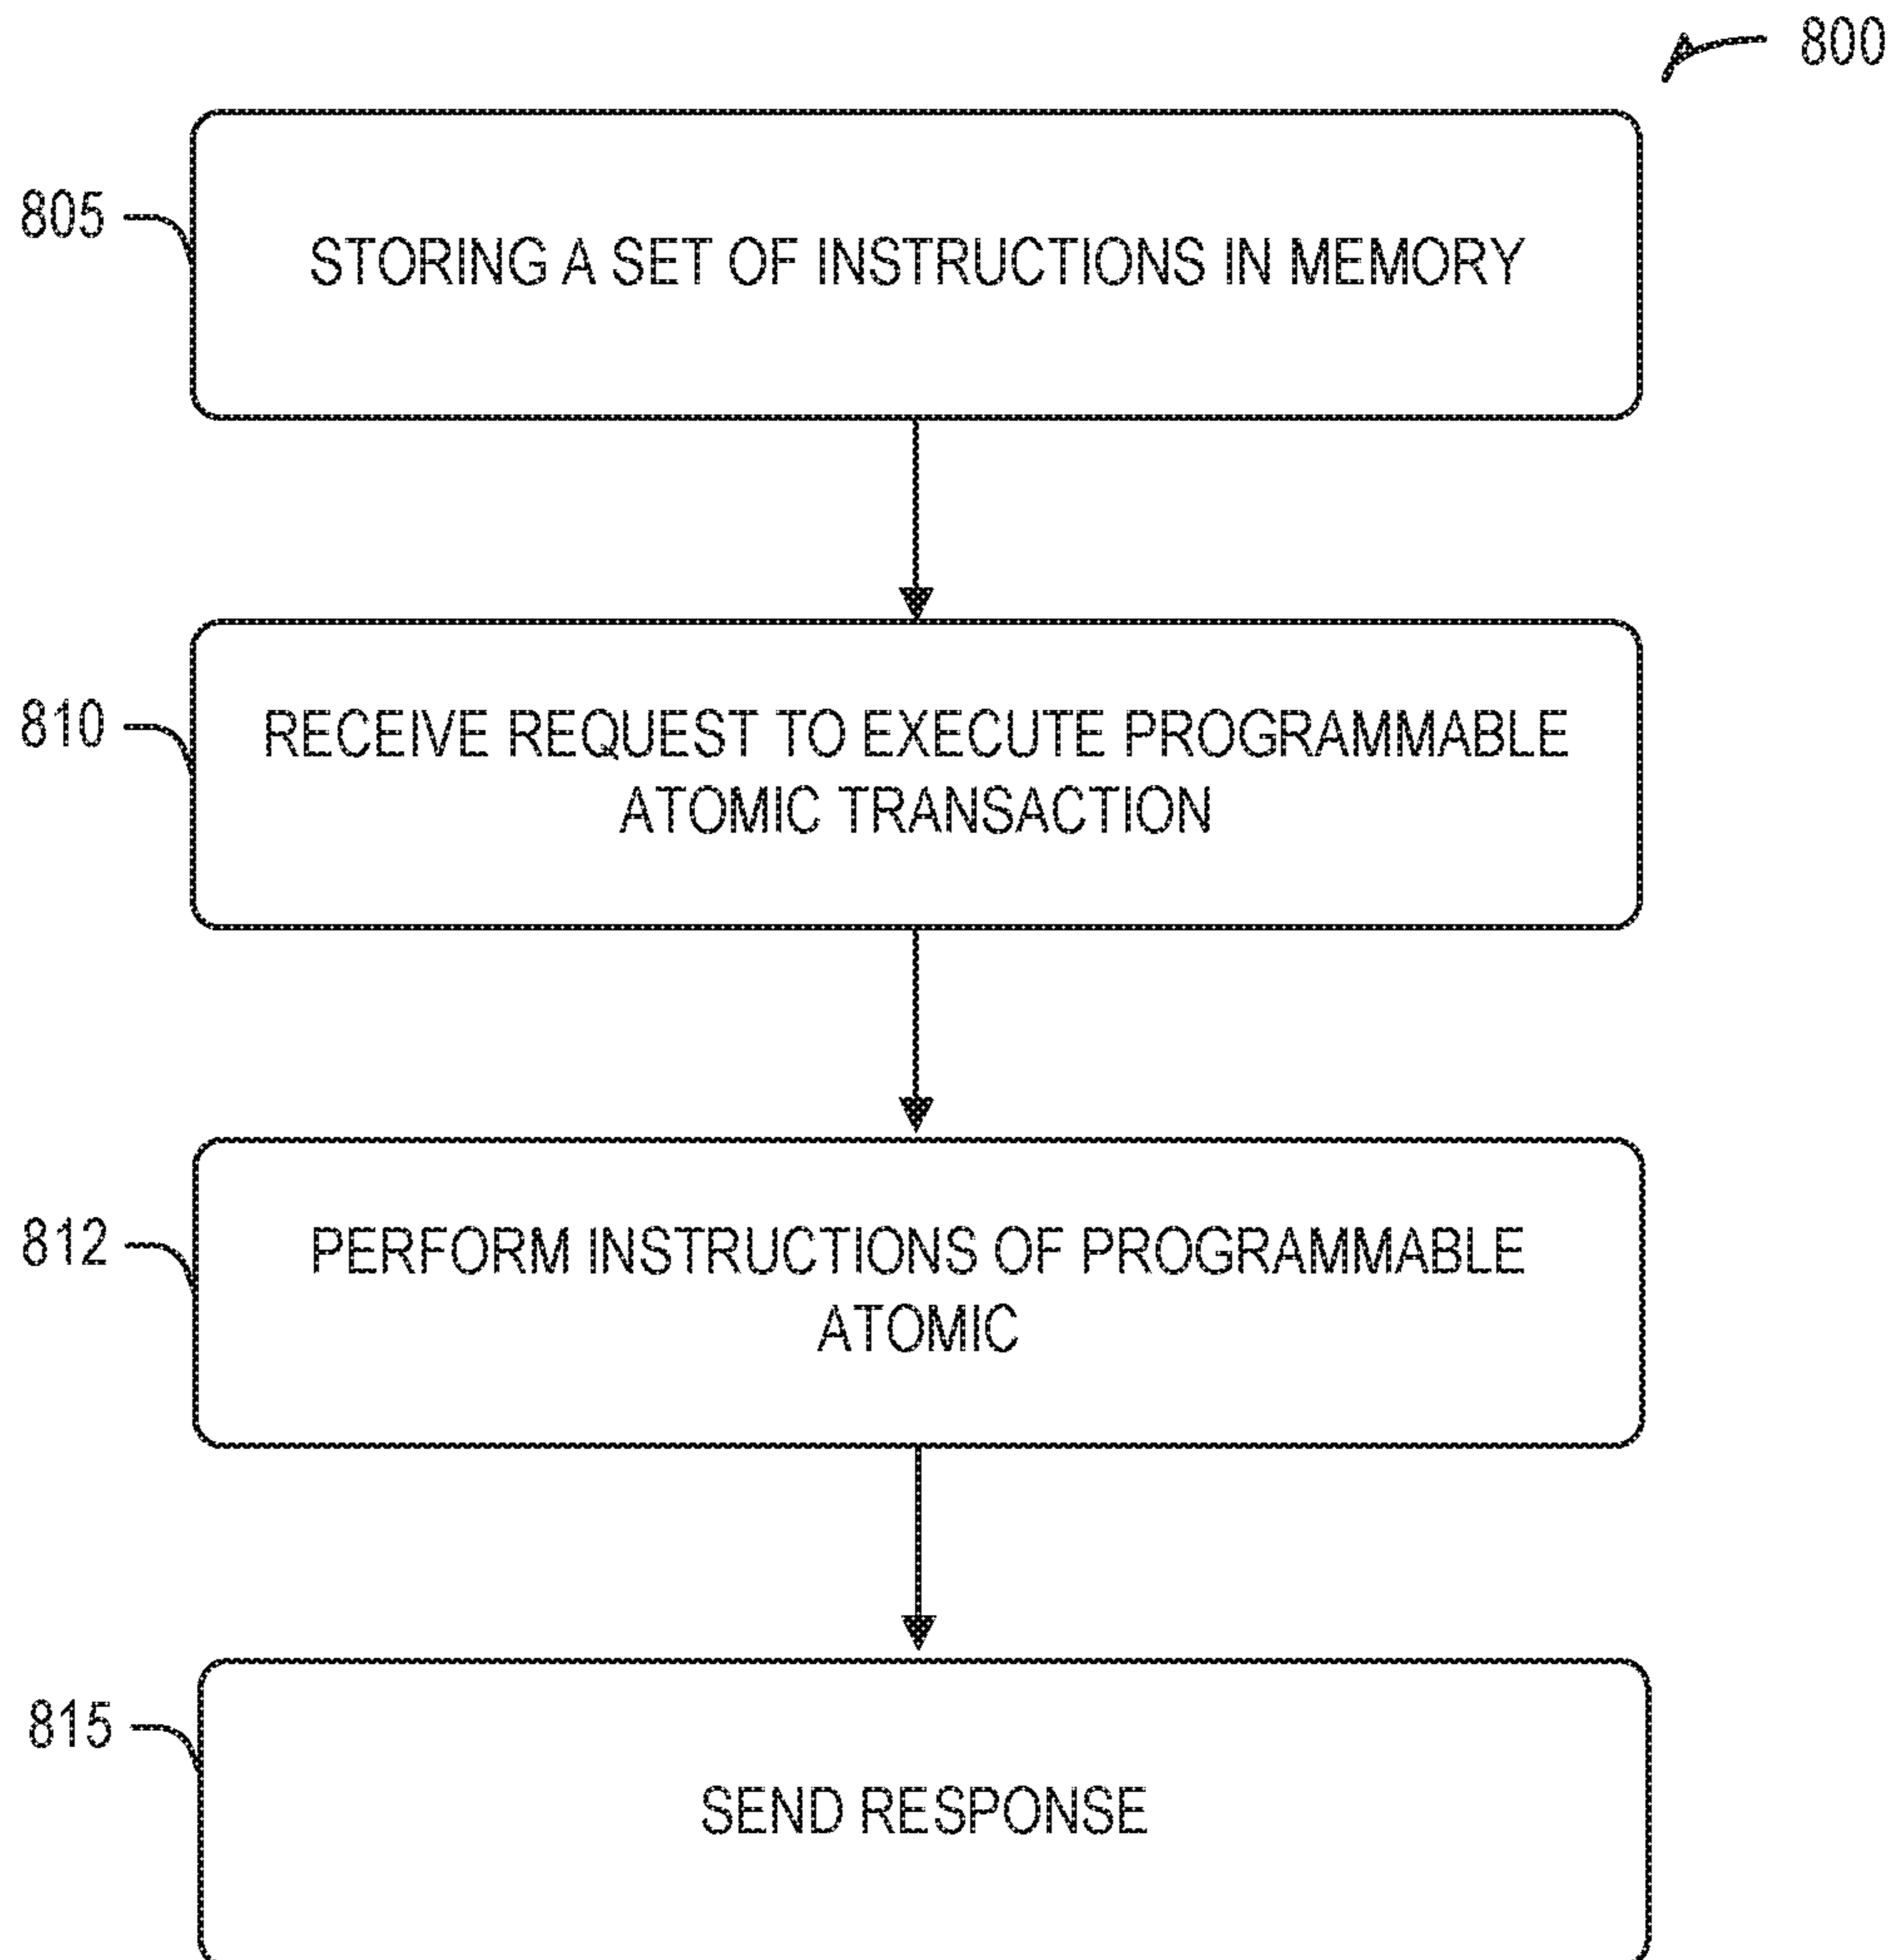 800
805
STORING A SET OF INSTRUCTIONS IN MEMORY
810
RECEIVE REQUEST TO EXECUTE PROGRAMMABLE
ATOMIC TRANSACTION
812
PERFORM INSTRUCTIONS OF PROGRAMMABLE
ATOMIC
815
SEND RESPONSE